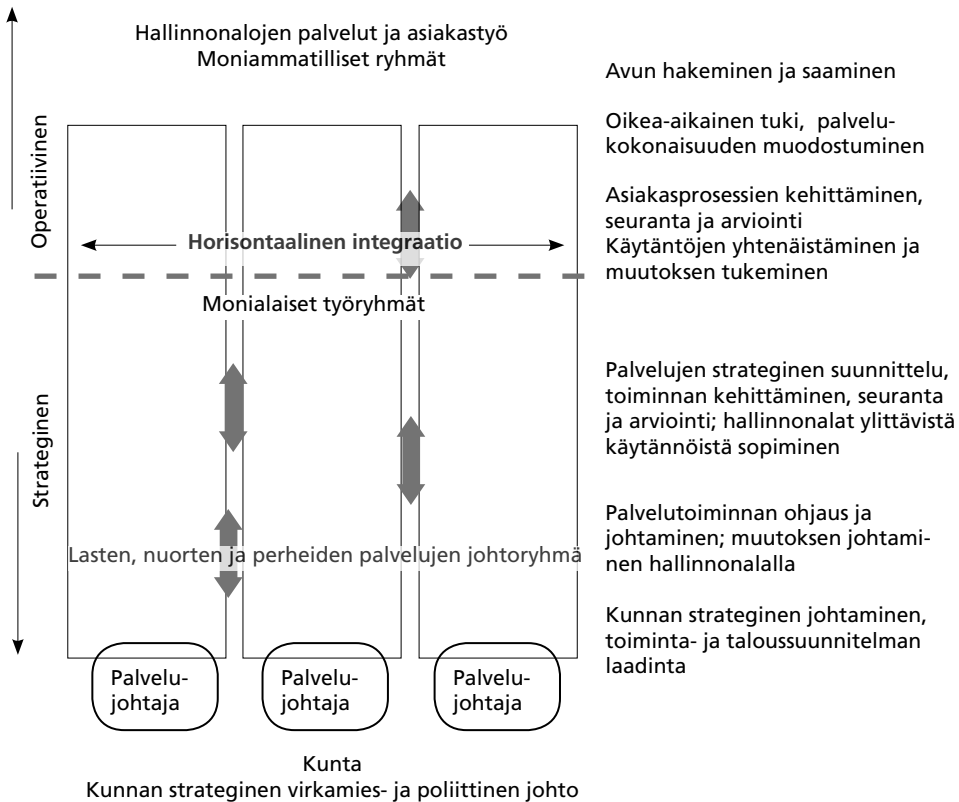 Hallinnonalojen palvelut ja asiakastyö
Moniammatilliset ryhmät
Operatiivinen
Horisontaalinen integraatio
Monialaiset työryhmät
Strateginen
Lasten, nuorten ja perheiden palvelujen johtoryhmä
Palvelu-
johtaja
Palvelu-
johtaja
Palvelu-
johtaja
Kunta
Kunnan strateginen virkamies- ja poliittinen johto
Avun hakeminen ja saaminen
Oikea-aikainen tuki, palvelu-
kokonaisuuden muodostuminen
Asiakasprosessien kehittäminen,
seuranta ja arviointi
Käytäntöjen yhtenäistäminen ja
muutoksen tukeminen
Palvelujen strateginen suunnittelu,
toiminnan kehittäminen, seuranta
ja arviointi; hallinnonalat ylittävistä
käytännöistä sopiminen
Palvelutoiminnan ohjaus ja
johtaminen; muutoksen johtami-
nen hallinnonalalla
Kunnan strateginen johtaminen,
toiminta- ja taloussuunnitelman
laadinta